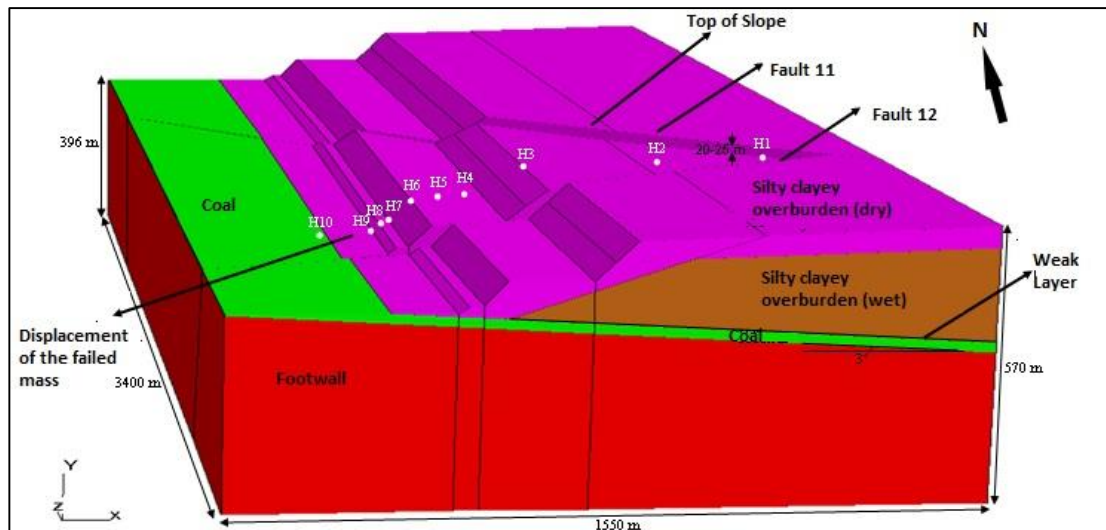 Top of Slope
N
Fault 11
396 m
Fault 12
H1
20-25 m
H2
H3
Coal
H6
H5
H4
Silty clayey
overburden (dry)
H7
H8
H9
H10
Silty clayey
overburden (wet)
Weak
Layer
Displacement
of the failed
mass
Coal
3°
570 m
Footwall
3400 m
Y
Z
X
1550 m